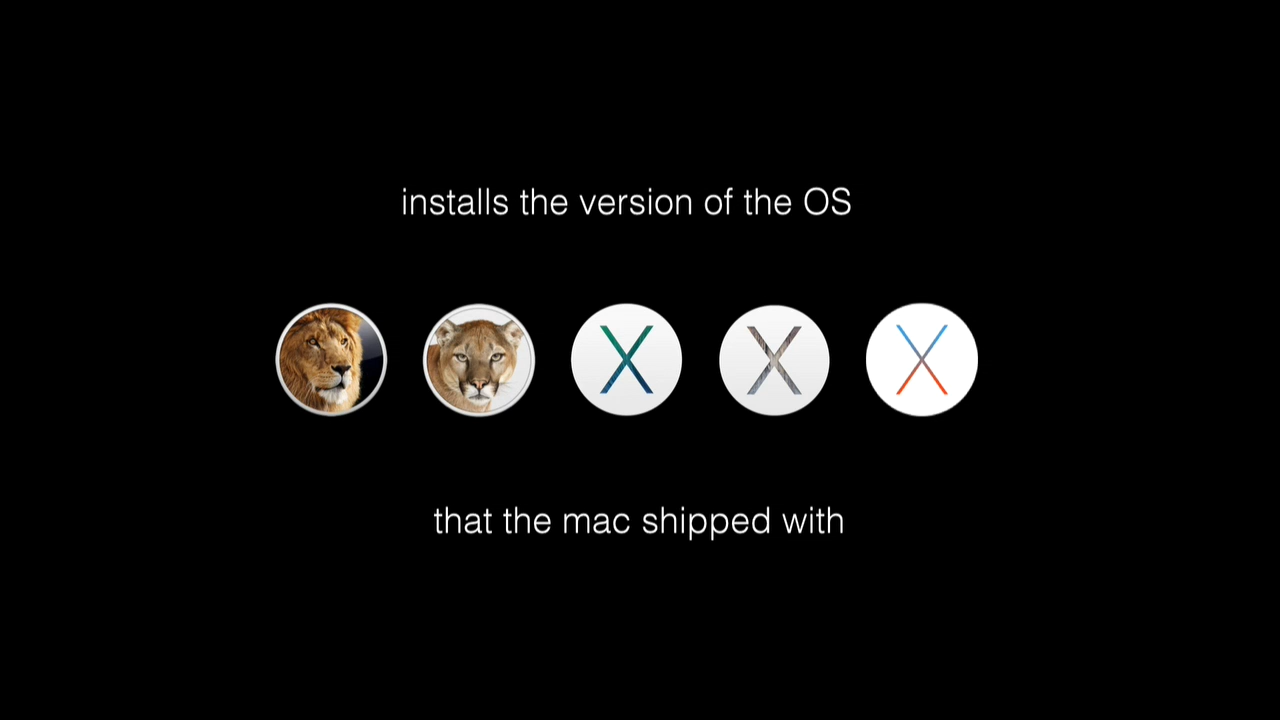 installs the version of the OS
that the mac shipped with